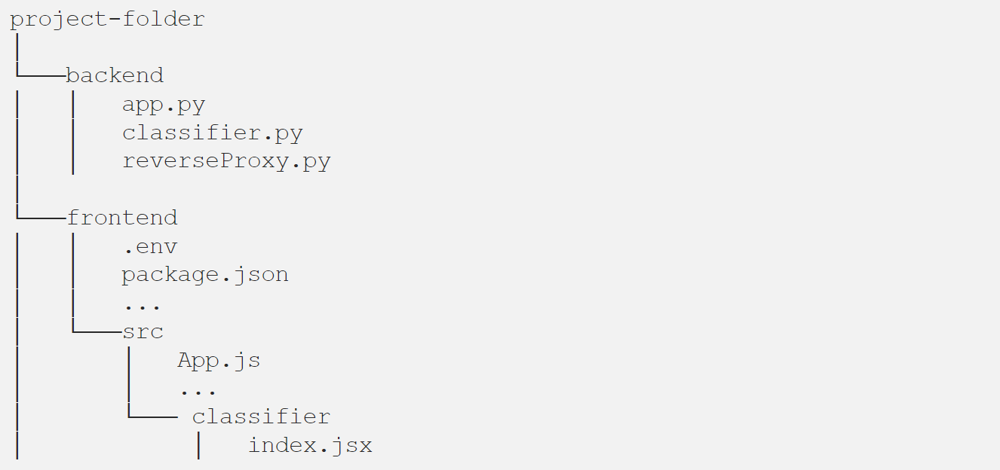 project-folder
│
└───backend
│   │   app.py
│   │   classifier.py
│   │   reverseProxy.py
│
└───frontend
│   │   .env
│   │   package.json
│   │   ...
│   └───src
│       │   App.js
│       │   ...
│       └─── classifier
│            │   index.jsx